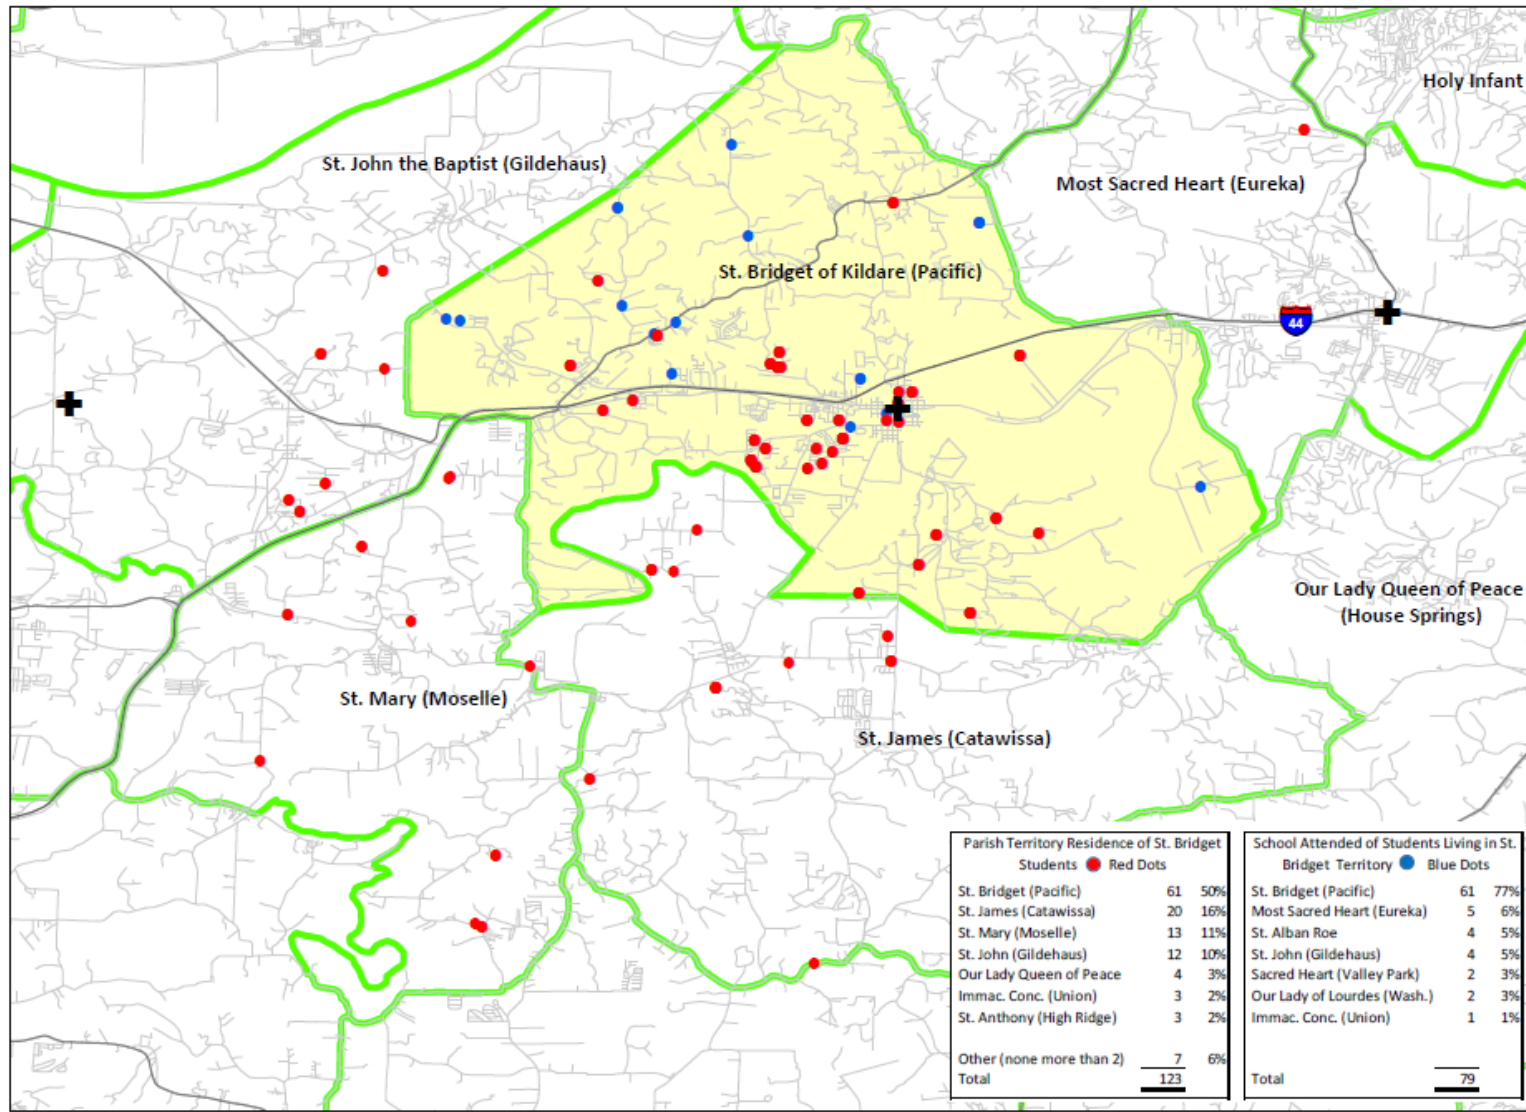 Holy Infant
St. John the Baptist (Gildehaus)
Most Sacred Heart (Eureka)
St. Bridget of Kildare (Pacific)
44
Our Lady Queen of Peace
(House Springs)
St. Mary (Moselle)
St. James (Catawissa)
Parish Territory Residence of St. Bridget
Students Red Dots
St. Bridget (Pacific) 61 50%
St. James (Catawissa) 20 16%
St. Mary (Moselle) 13 11%
St. John (Gildehaus) 12 10%
Our Lady Queen of Peace 4 3%
Immac. Conc. (Union) 3 2%
St. Anthony (High Ridge) 3 2%
Other (none more than 2) 7 6%
Total 123
School Attended of Students Living in St.
Bridget Territory Blue Dots
St. Bridget (Pacific) 61 77%
Most Sacred Heart (Eureka) 5 6%
St. Alban Roe 4 5%
St. John (Gildehaus) 4 5%
Sacred Heart (Valley Park) 2 3%
Our Lady of Lourdes (Wash.) 2 3%
Immac. Conc. (Union) 1 1%
Total 79